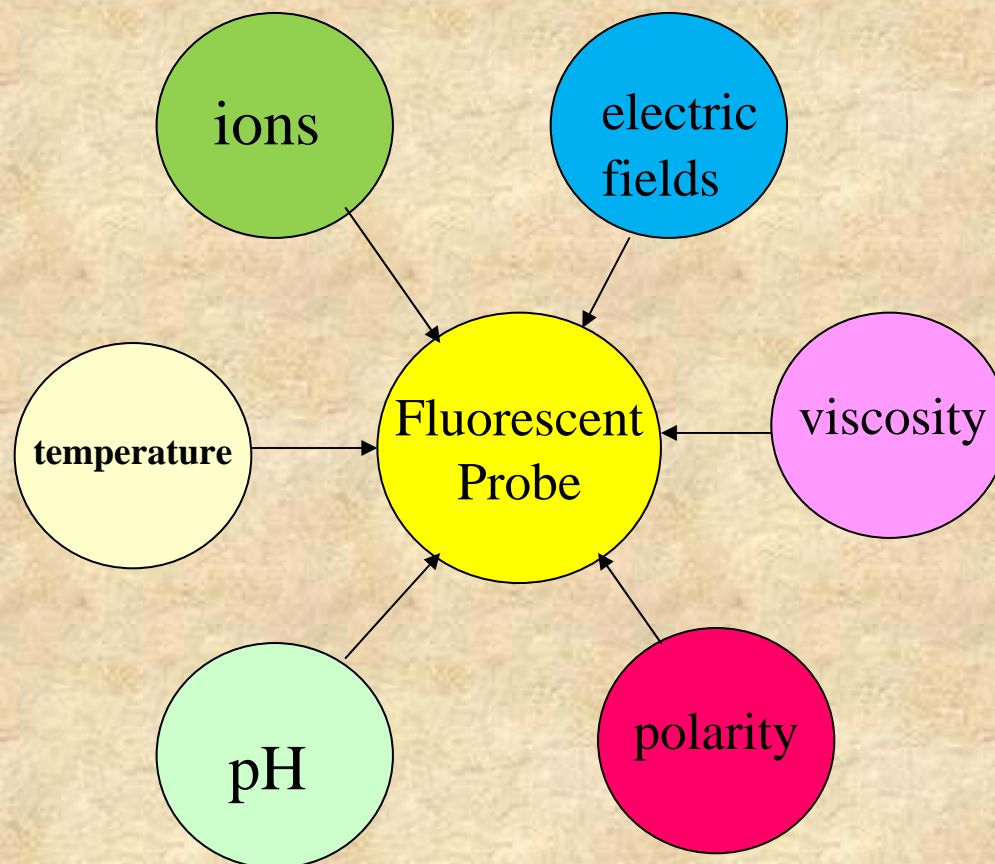 ions
electric
fields
Fluorescent
Probe
viscosity
temperature
pH
polarity